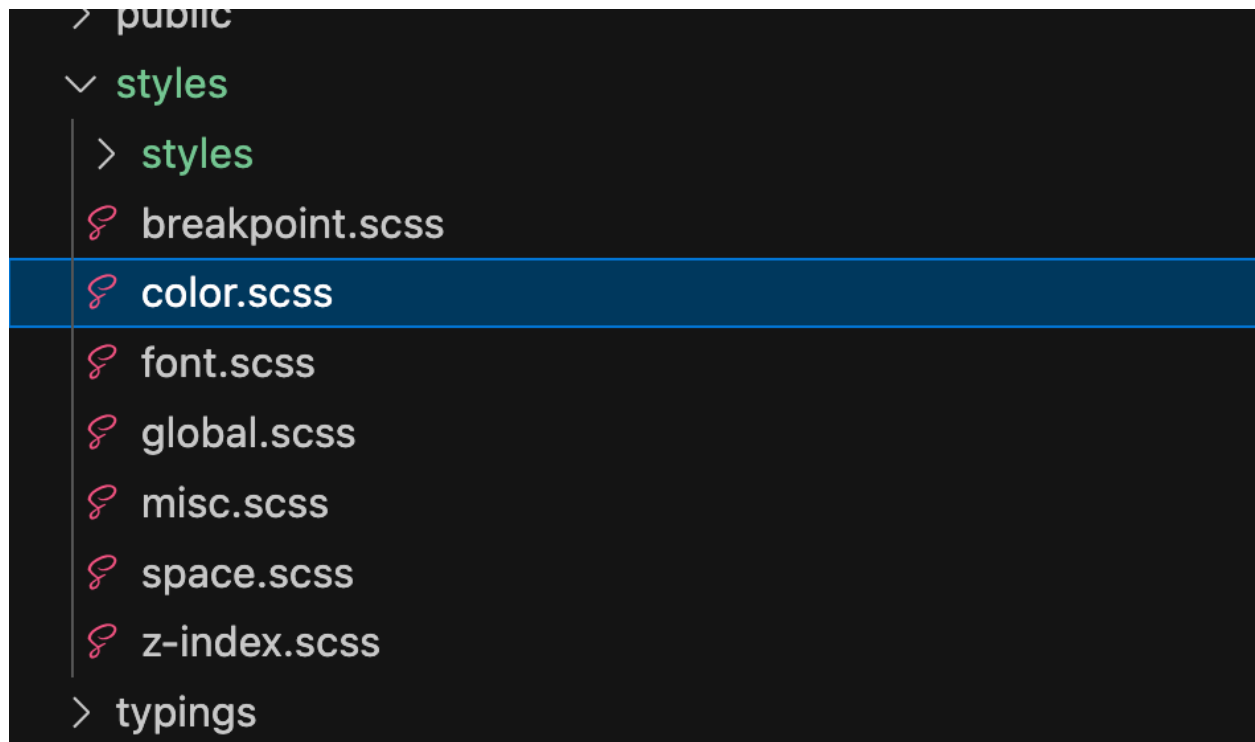 public
styles
styles
breakpoint.scss
color.scss
font.scss
global.scss
misc.scss
space.scss
z-index.scss
typings